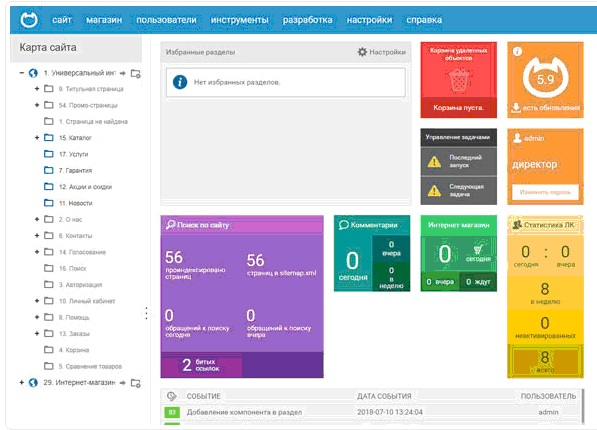 сайт магазин пользователи инструменты разработка настройки справка
Карта сайта
1. Универсальный инт
9. Титульная страница
54. Промо-страницы
1. Страница не найдена
15. Каталог
17. Услуги
7. Гарантия
12. Акции и скидки
11. Новости
2. О нас
6. Контакты
14. Голосование
16. Поиск
3. Авторизация
10. Личный кабинет
8. Помощь
13. Заказы
4. Корзина
5. Сравнение товаров
29. Интернет-магазин
Избранные разделы
Настройки
Нет избранных разделов.
Корзина удаленных
объектов
Корзина пуста.
5.9
есть обновления
Управление задачами
Последний
запуск
Следующая
задача
admin
директор
Изменить пароль
Поиск по сайту
56
проиндексировано
страниц
56
страниц в sitemap.xml
0
обращений к поиску
сегодня
0
обращений к поиску
вчера
2 битых
ссылок
Комментарии
0
сегодня
0
вчера
0
в
неделю
Интернет-магазин
0
сегодня
0 вчера
0 ждут
Статистика ЛК
0 : 0
сегодня вчера
8
в неделю
0
неактивированных
8
всего
СОБЫТИЕ ДАТА СОБЫТИЯ ПОЛЬЗОВАТЕЛЬ
83 Добавление компонента в раздел 2018-07-10 13:24:04 admin